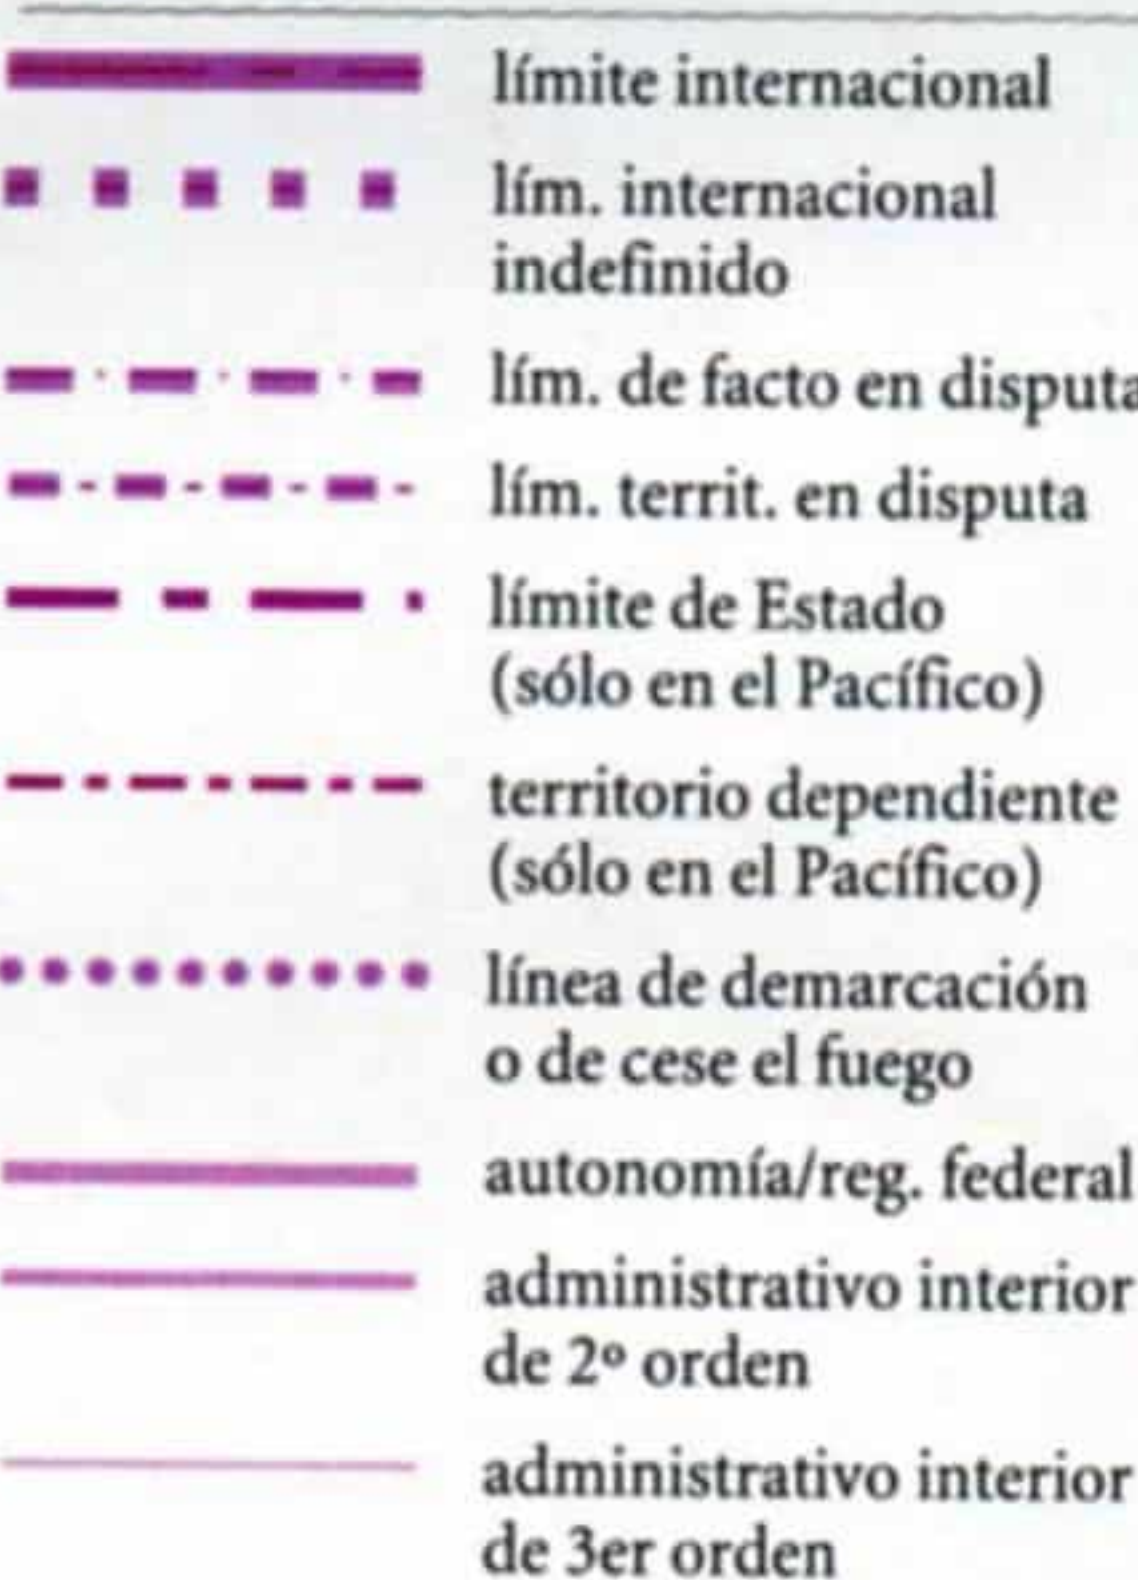 límite internacional
lím. internacional
indefinido
lím. de facto en disputa
lím. territ. en disputa
límite de Estado
(sólo en el Pacífico)
territorio dependiente
(sólo en el Pacífico)
línea de demarcación
o de cese el fuego
autonomía/reg. federal
administrativo interior
de 2º orden
administrativo interior
de 3er orden